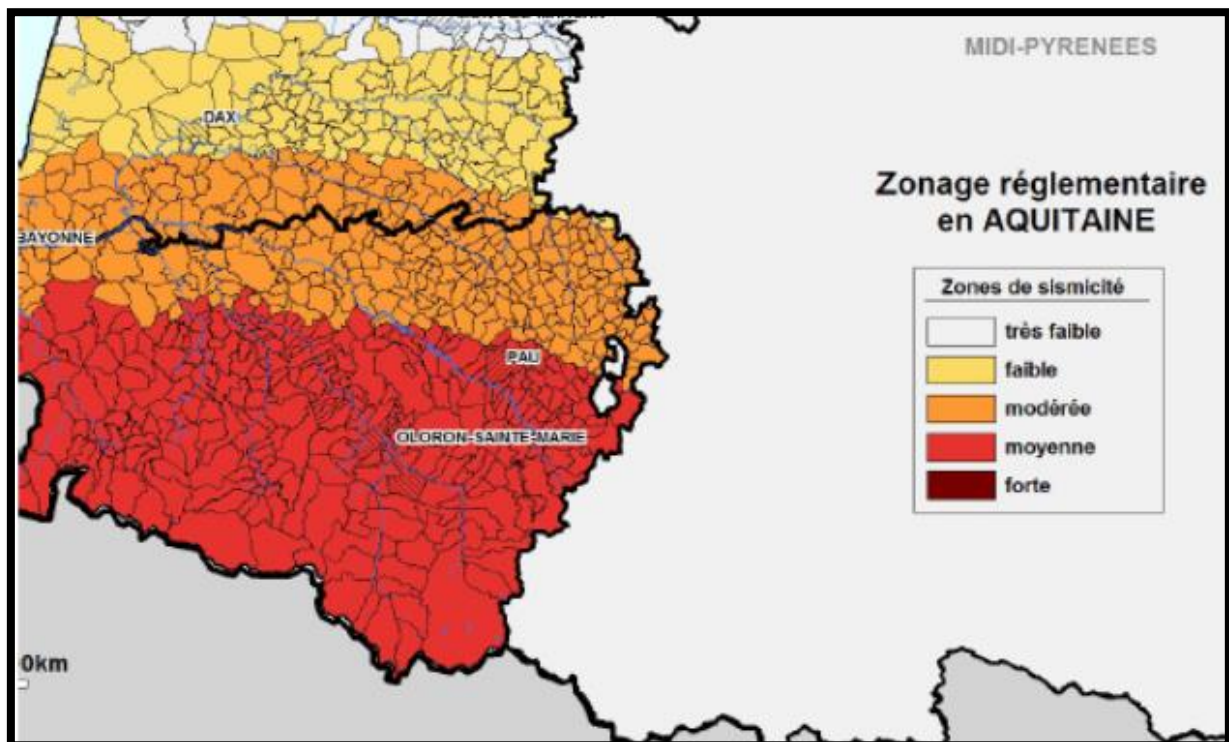 MIDI-PYRENEES
DAX
Zonage réglementaire
en AQUITAINE
BAYONNE
Zones de sismicité
très faible
faible
modérée
moyenne
forte
PAU
OLORON-SAINTE-MARIE
0km